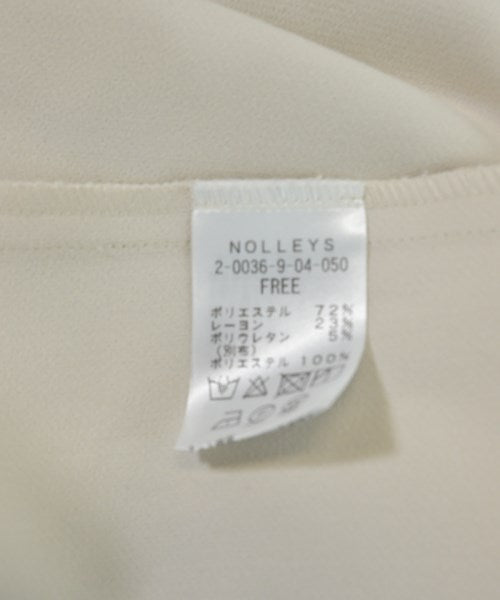 NOLLEYS
2-0036-9-04-050
FREE
ポリエステル 72%
レーヨン 23%
ポリウレタン 5%
(別布)
ポリエステル 100%